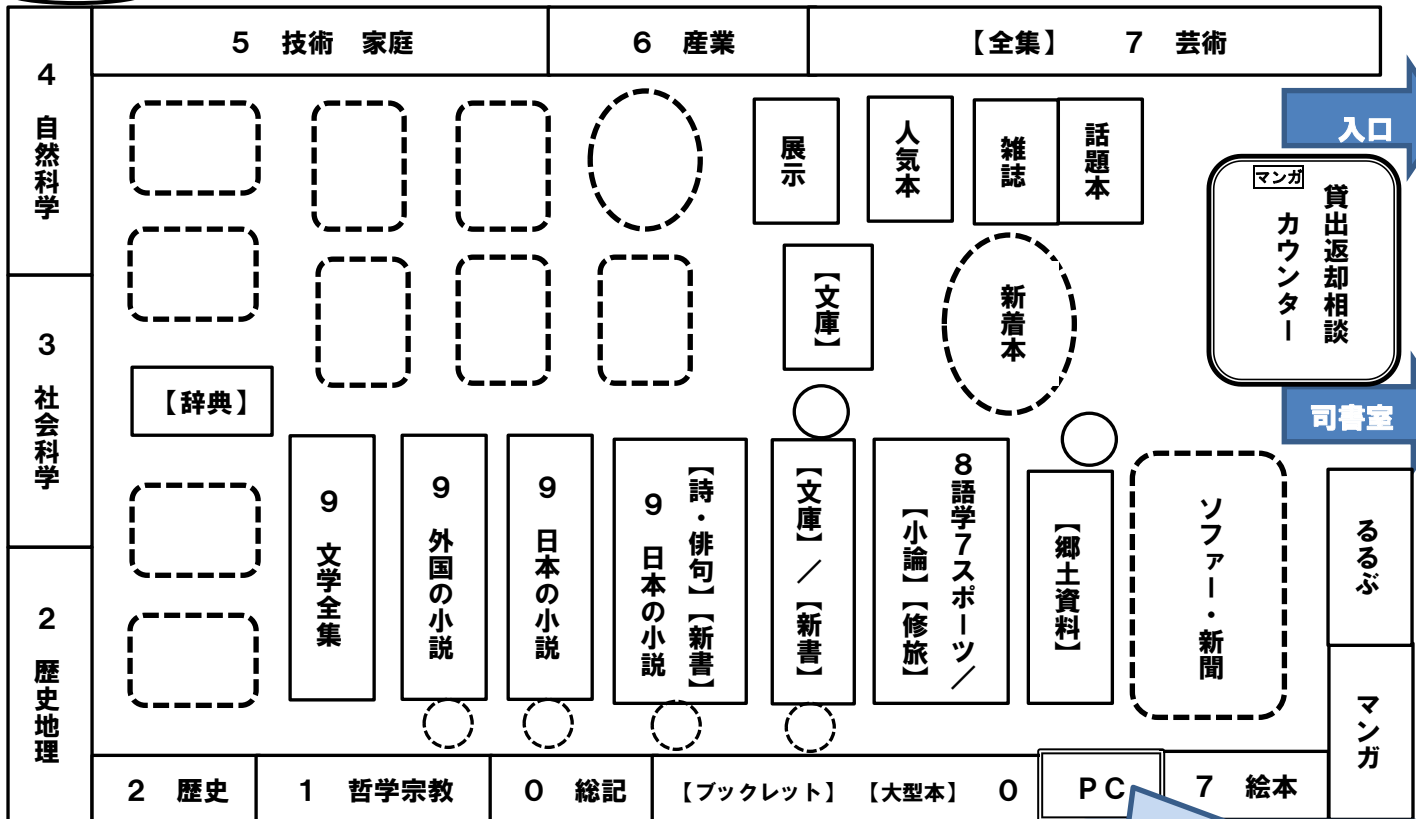 5 技術 家庭
6 産業
【全集】 7 芸術
4 自然科学
3 社会科学
2 歴史地理
展示
人気本
雑誌
話題本
入口
マンガ
貸出返却相談
カウンター
【文庫】
新着本
司書室
【辞典】
9 文学全集
9 外国の小説
9 日本の小説
【詩・俳句】【新書】
9 日本の小説
【文庫】/【新書】
8語学7スポーツ/
【小論】【修旅】
【郷土資料】
ソファー・新聞
るるぶ
マンガ
2 歴史
1 哲学宗教
0 総記
【ブックレット】 【大型本】 0
PC
7 絵本